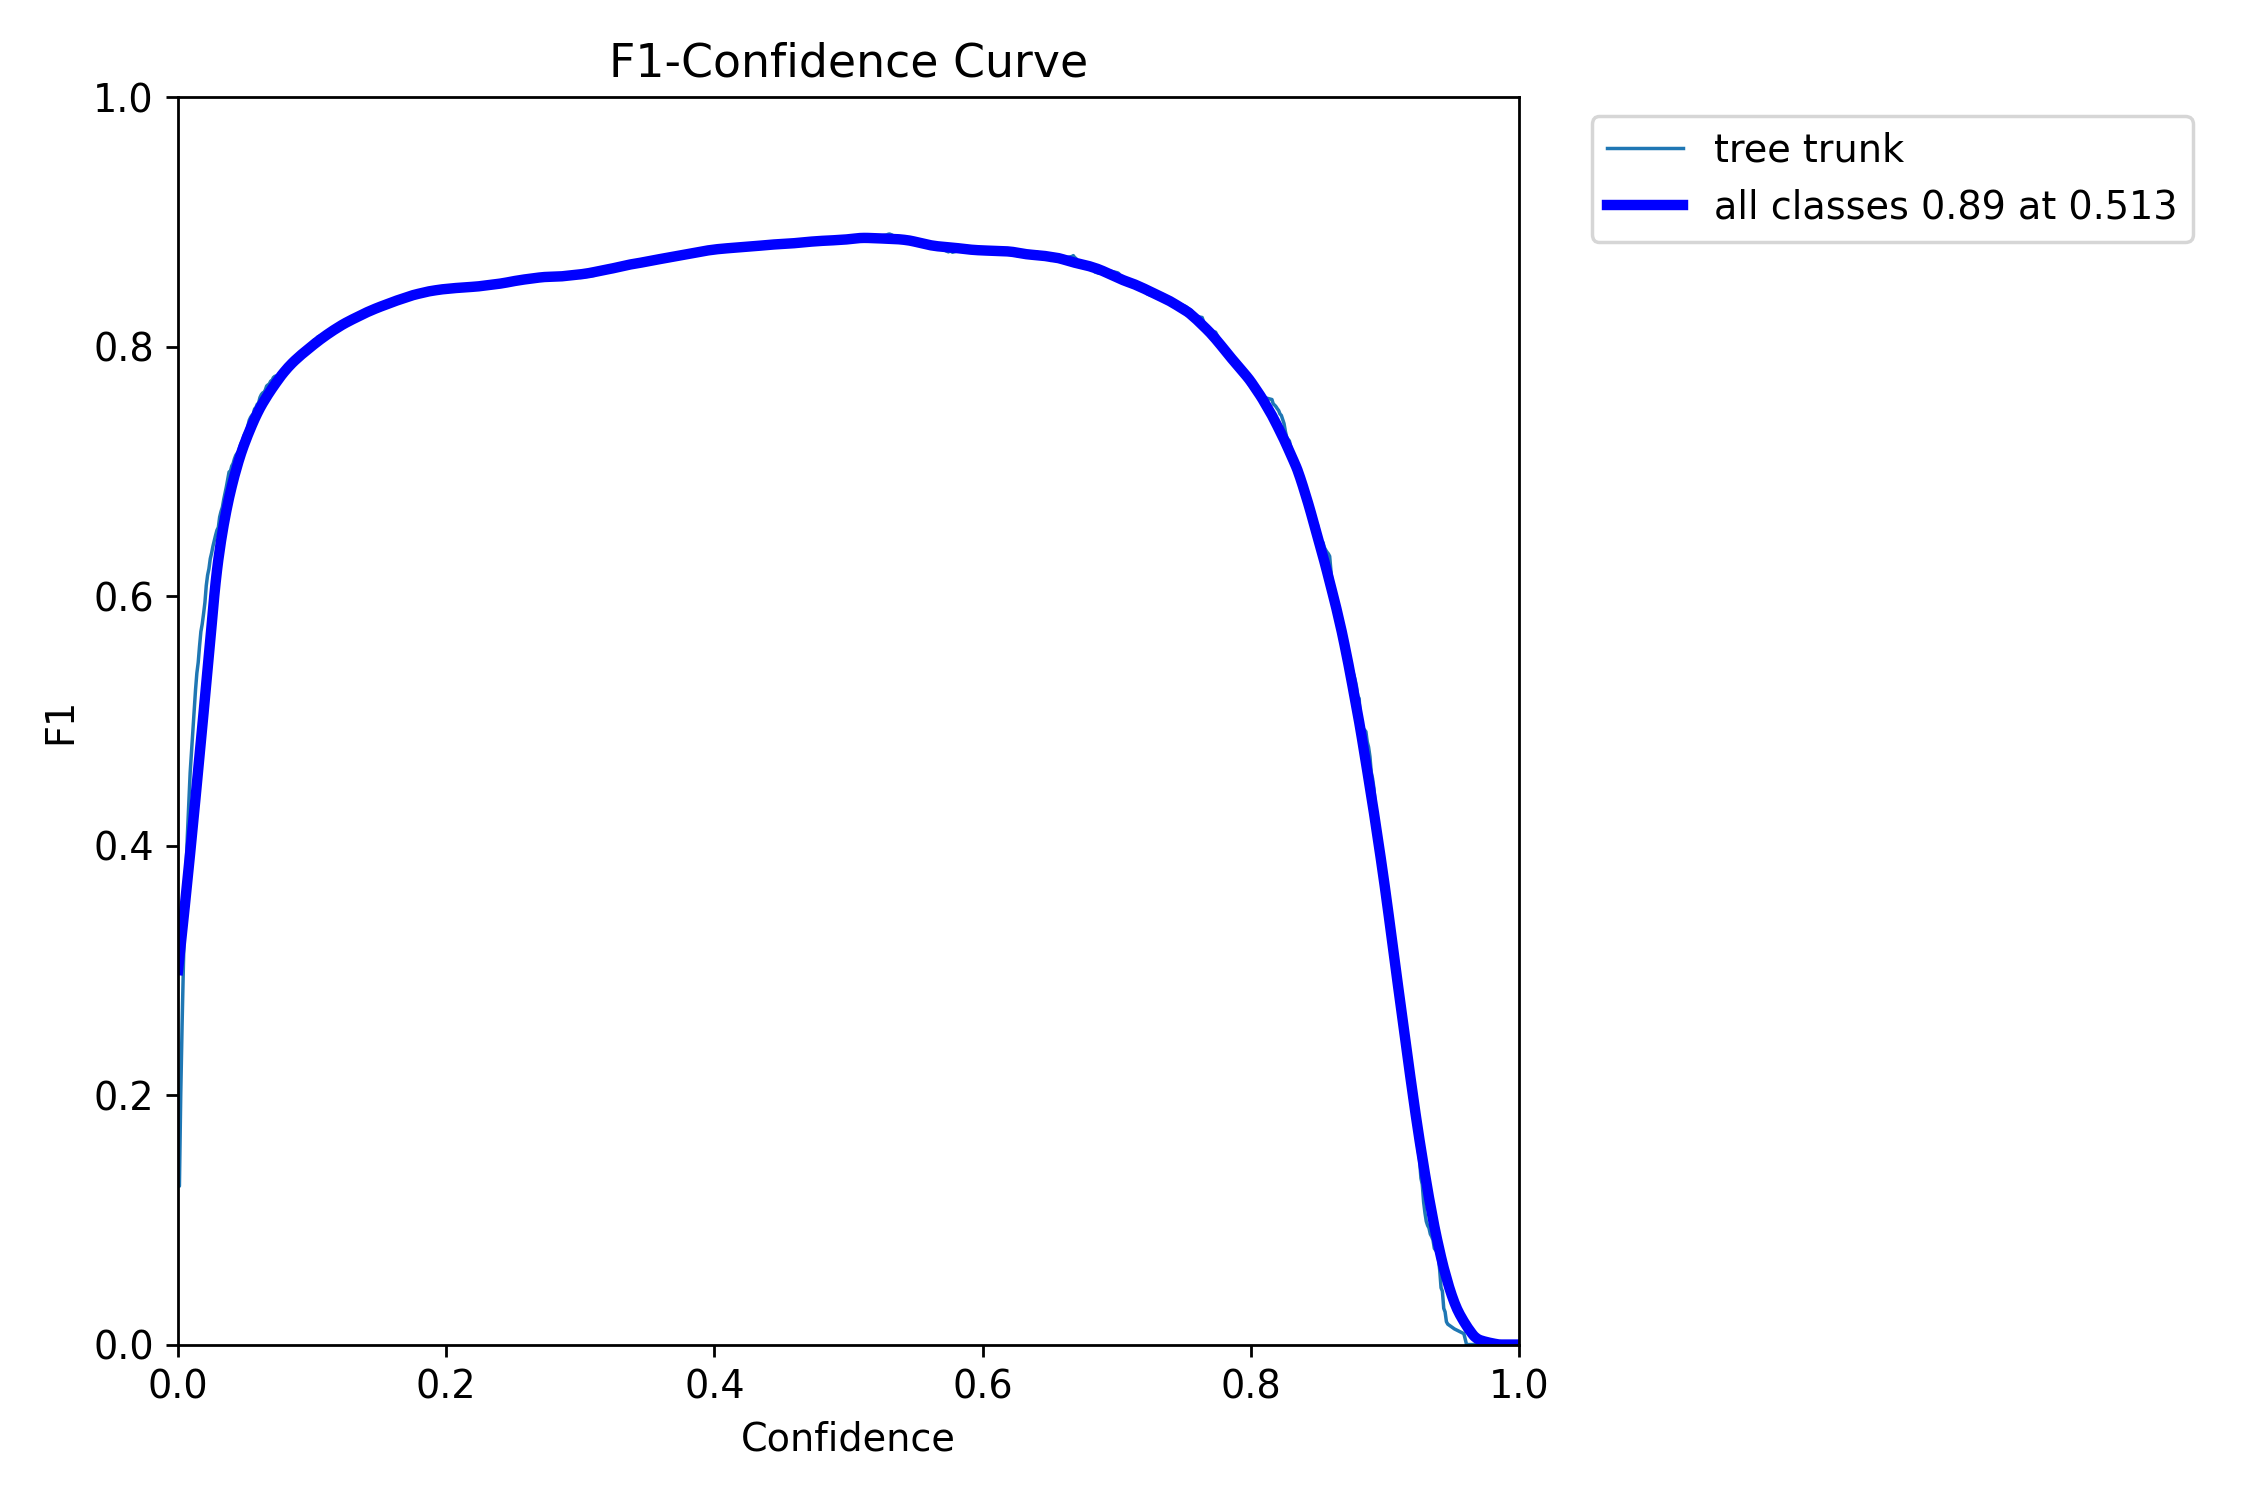 F1-Confidence Curve
tree trunk
all classes 0.89 at 0.513
1.0
0.8
0.6
0.4
0.2
0.0
F1
0.0 0.2 0.4 0.6 0.8 1.0
Confidence